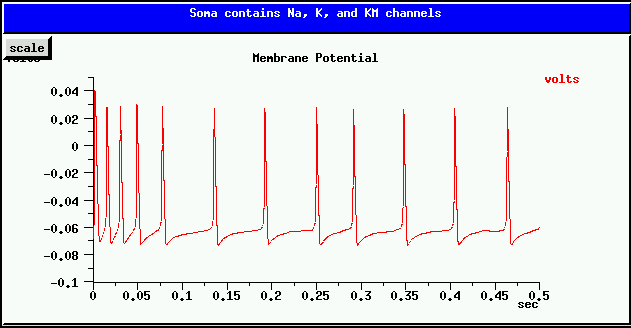 Soma contains Na, K, and KM channels
scale
Membrane Potential
volts
0.04
0.02
0
-0.02
-0.04
-0.06
-0.08
-0.1
0 0.05 0.1 0.15 0.2 0.25 0.3 0.35 0.4 0.45 0.5
sec